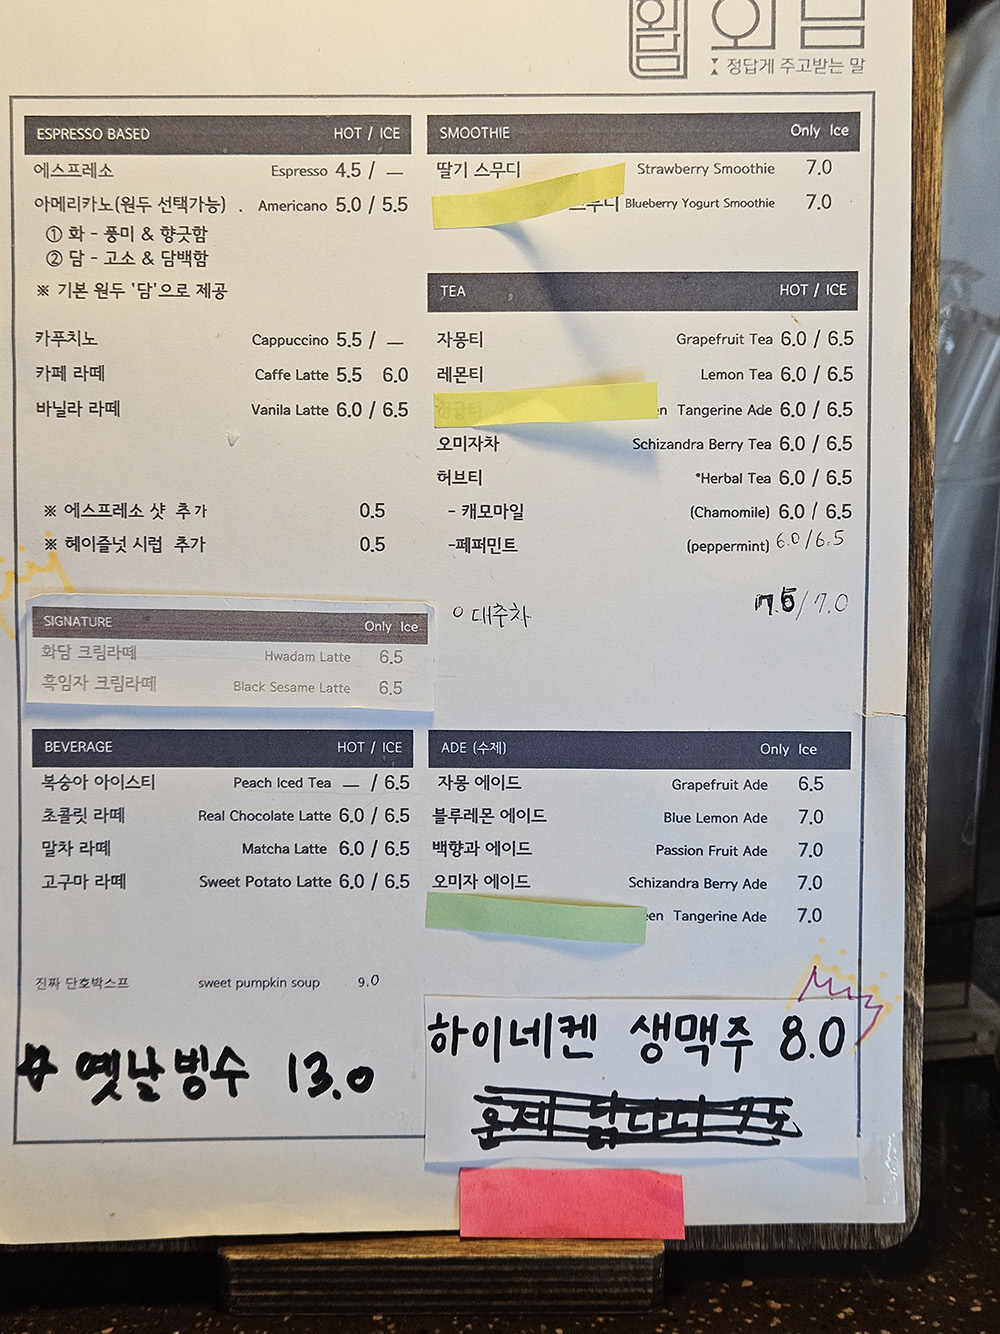 화담
정답게 주고받는 말
ESPRESSO BASED HOT / ICE
에스프레소 Espresso 4.5 / —
아메리카노(원두 선택가능) . Americano 5.0 / 5.5
① 화 - 풍미 & 향긋함
② 담 - 고소 & 담백함
※ 기본 원두 '담'으로 제공
카푸치노 Cappuccino 5.5 / —
카페 라떼 Caffe Latte 5.5 6.0
바닐라 라떼 Vanila Latte 6.0 / 6.5
※ 에스프레소 샷 추가 0.5
※ 헤이즐넛 시럽 추가 0.5
SIGNATURE Only Ice
화담 크림라떼 Hwadam Latte 6.5
흑임자 크림라떼 Black Sesame Latte 6.5
BEVERAGE HOT / ICE
복숭아 아이스티 Peach Iced Tea — / 6.5
초콜릿 라떼 Real Chocolate Latte 6.0 / 6.5
말차 라떼 Matcha Latte 6.0 / 6.5
고구마 라떼 Sweet Potato Latte 6.0 / 6.5
진짜 단호박스프 sweet pumpkin soup 9.0
옛날빙수 13.0
SMOOTHIE Only Ice
딸기 스무디 Strawberry Smoothie 7.0
스무디 Blueberry Yogurt Smoothie 7.0
TEA HOT / ICE
자몽티 Grapefruit Tea 6.0 / 6.5
레몬티 Lemon Tea 6.0 / 6.5
en Tangerine Ade 6.0 / 6.5
오미자차 Schizandra Berry Tea 6.0 / 6.5
허브티 *Herbal Tea 6.0 / 6.5
- 캐모마일 (Chamomile) 6.0 / 6.5
-페퍼민트 (peppermint) 6.0/6.5
○ 대추차 7.5/7.0
ADE (수제) Only Ice
자몽 에이드 Grapefruit Ade 6.5
블루레몬 에이드 Blue Lemon Ade 7.0
백향과 에이드 Passion Fruit Ade 7.0
오미자 에이드 Schizandra Berry Ade 7.0
een Tangerine Ade 7.0
하이네켄 생맥주 8.0